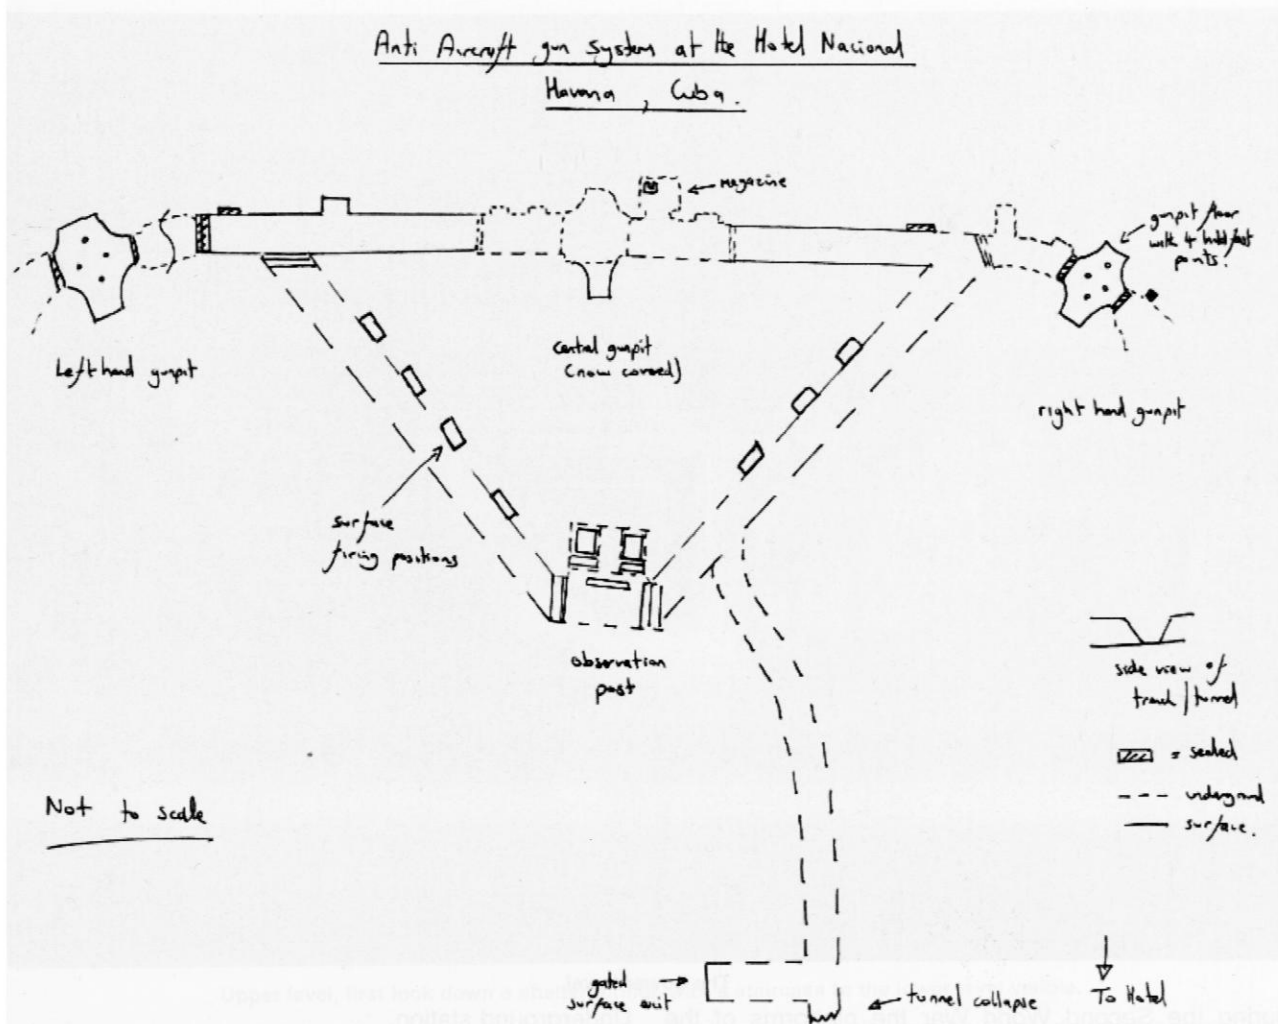 Anti Aircraft gun system at the Hotel Nacional
Havana, Cuba.
magazine
gunpit floor
with 4 holdfast
points.
Left hand gunpit
Central gunpit
(now covered)
right hand gunpit
surface
firing positions
observation
post
side view of
trench/tunnel
= sealed
underground
surface.
Not to scale
gated
surface exit
tunnel collapse
To Hotel